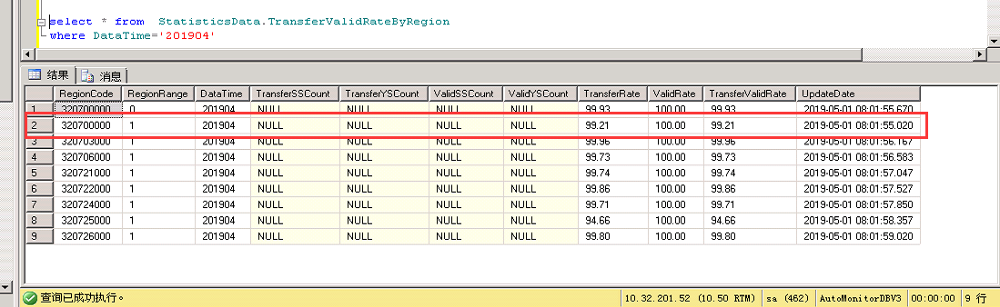 select * from StatisticsData.TransferValidRateByRegion
where DataTime='201904'
结果 消息
RegionCode RegionRange DataTime TransferSSCount TransferYSCount ValidSSCount ValidYSCount TransferRate ValidRate TransferValidRate UpdateDate
1 320700000 0 201904 NULL NULL NULL NULL 99.93 100.00 99.93 2019-05-01 08:01:55.670
2 320700000 1 201904 NULL NULL NULL NULL 99.21 100.00 99.21 2019-05-01 08:01:55.020
3 320703000 1 201904 NULL NULL NULL NULL 99.96 100.00 99.96 2019-05-01 08:01:56.167
4 320706000 1 201904 NULL NULL NULL NULL 99.73 100.00 99.73 2019-05-01 08:01:56.583
5 320721000 1 201904 NULL NULL NULL NULL 99.74 100.00 99.74 2019-05-01 08:01:57.047
6 320722000 1 201904 NULL NULL NULL NULL 99.86 100.00 99.86 2019-05-01 08:01:57.527
7 320724000 1 201904 NULL NULL NULL NULL 99.71 100.00 99.71 2019-05-01 08:01:57.850
8 320725000 1 201904 NULL NULL NULL NULL 94.66 100.00 94.66 2019-05-01 08:01:58.357
9 320726000 1 201904 NULL NULL NULL NULL 99.80 100.00 99.80 2019-05-01 08:01:59.020
查询已成功执行。 10.32.201.52 (10.50 RTM) sa (462) AutoMonitorDBV3 00:00:00 9 行